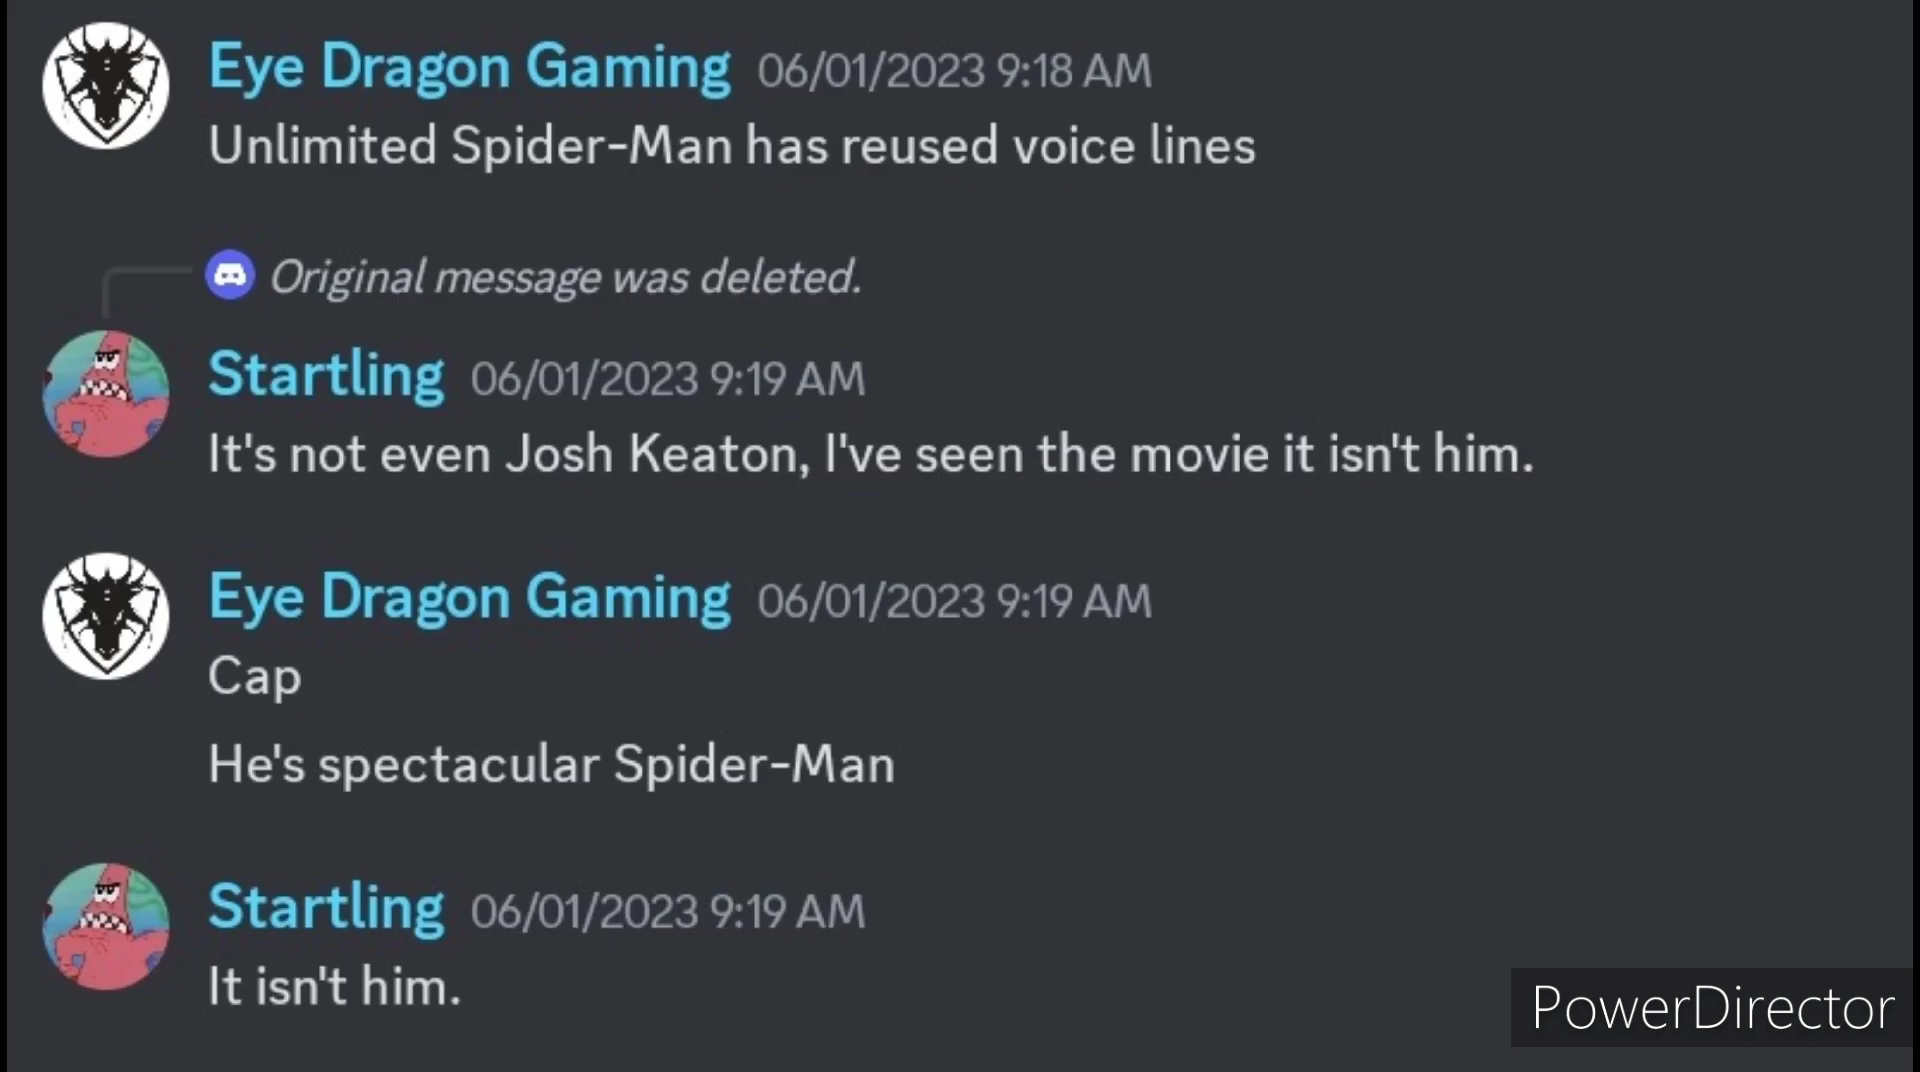 Eye Dragon Gaming 06/01/2023 9:18 AM
Unlimited Spider-Man has reused voice lines
Original message was deleted.
Startling 06/01/2023 9:19 AM
It's not even Josh Keaton, I've seen the movie it isn't him.
Eye Dragon Gaming 06/01/2023 9:19 AM
Cap
He's spectacular Spider-Man
Startling 06/01/2023 9:19 AM
It isn't him.
PowerDirector